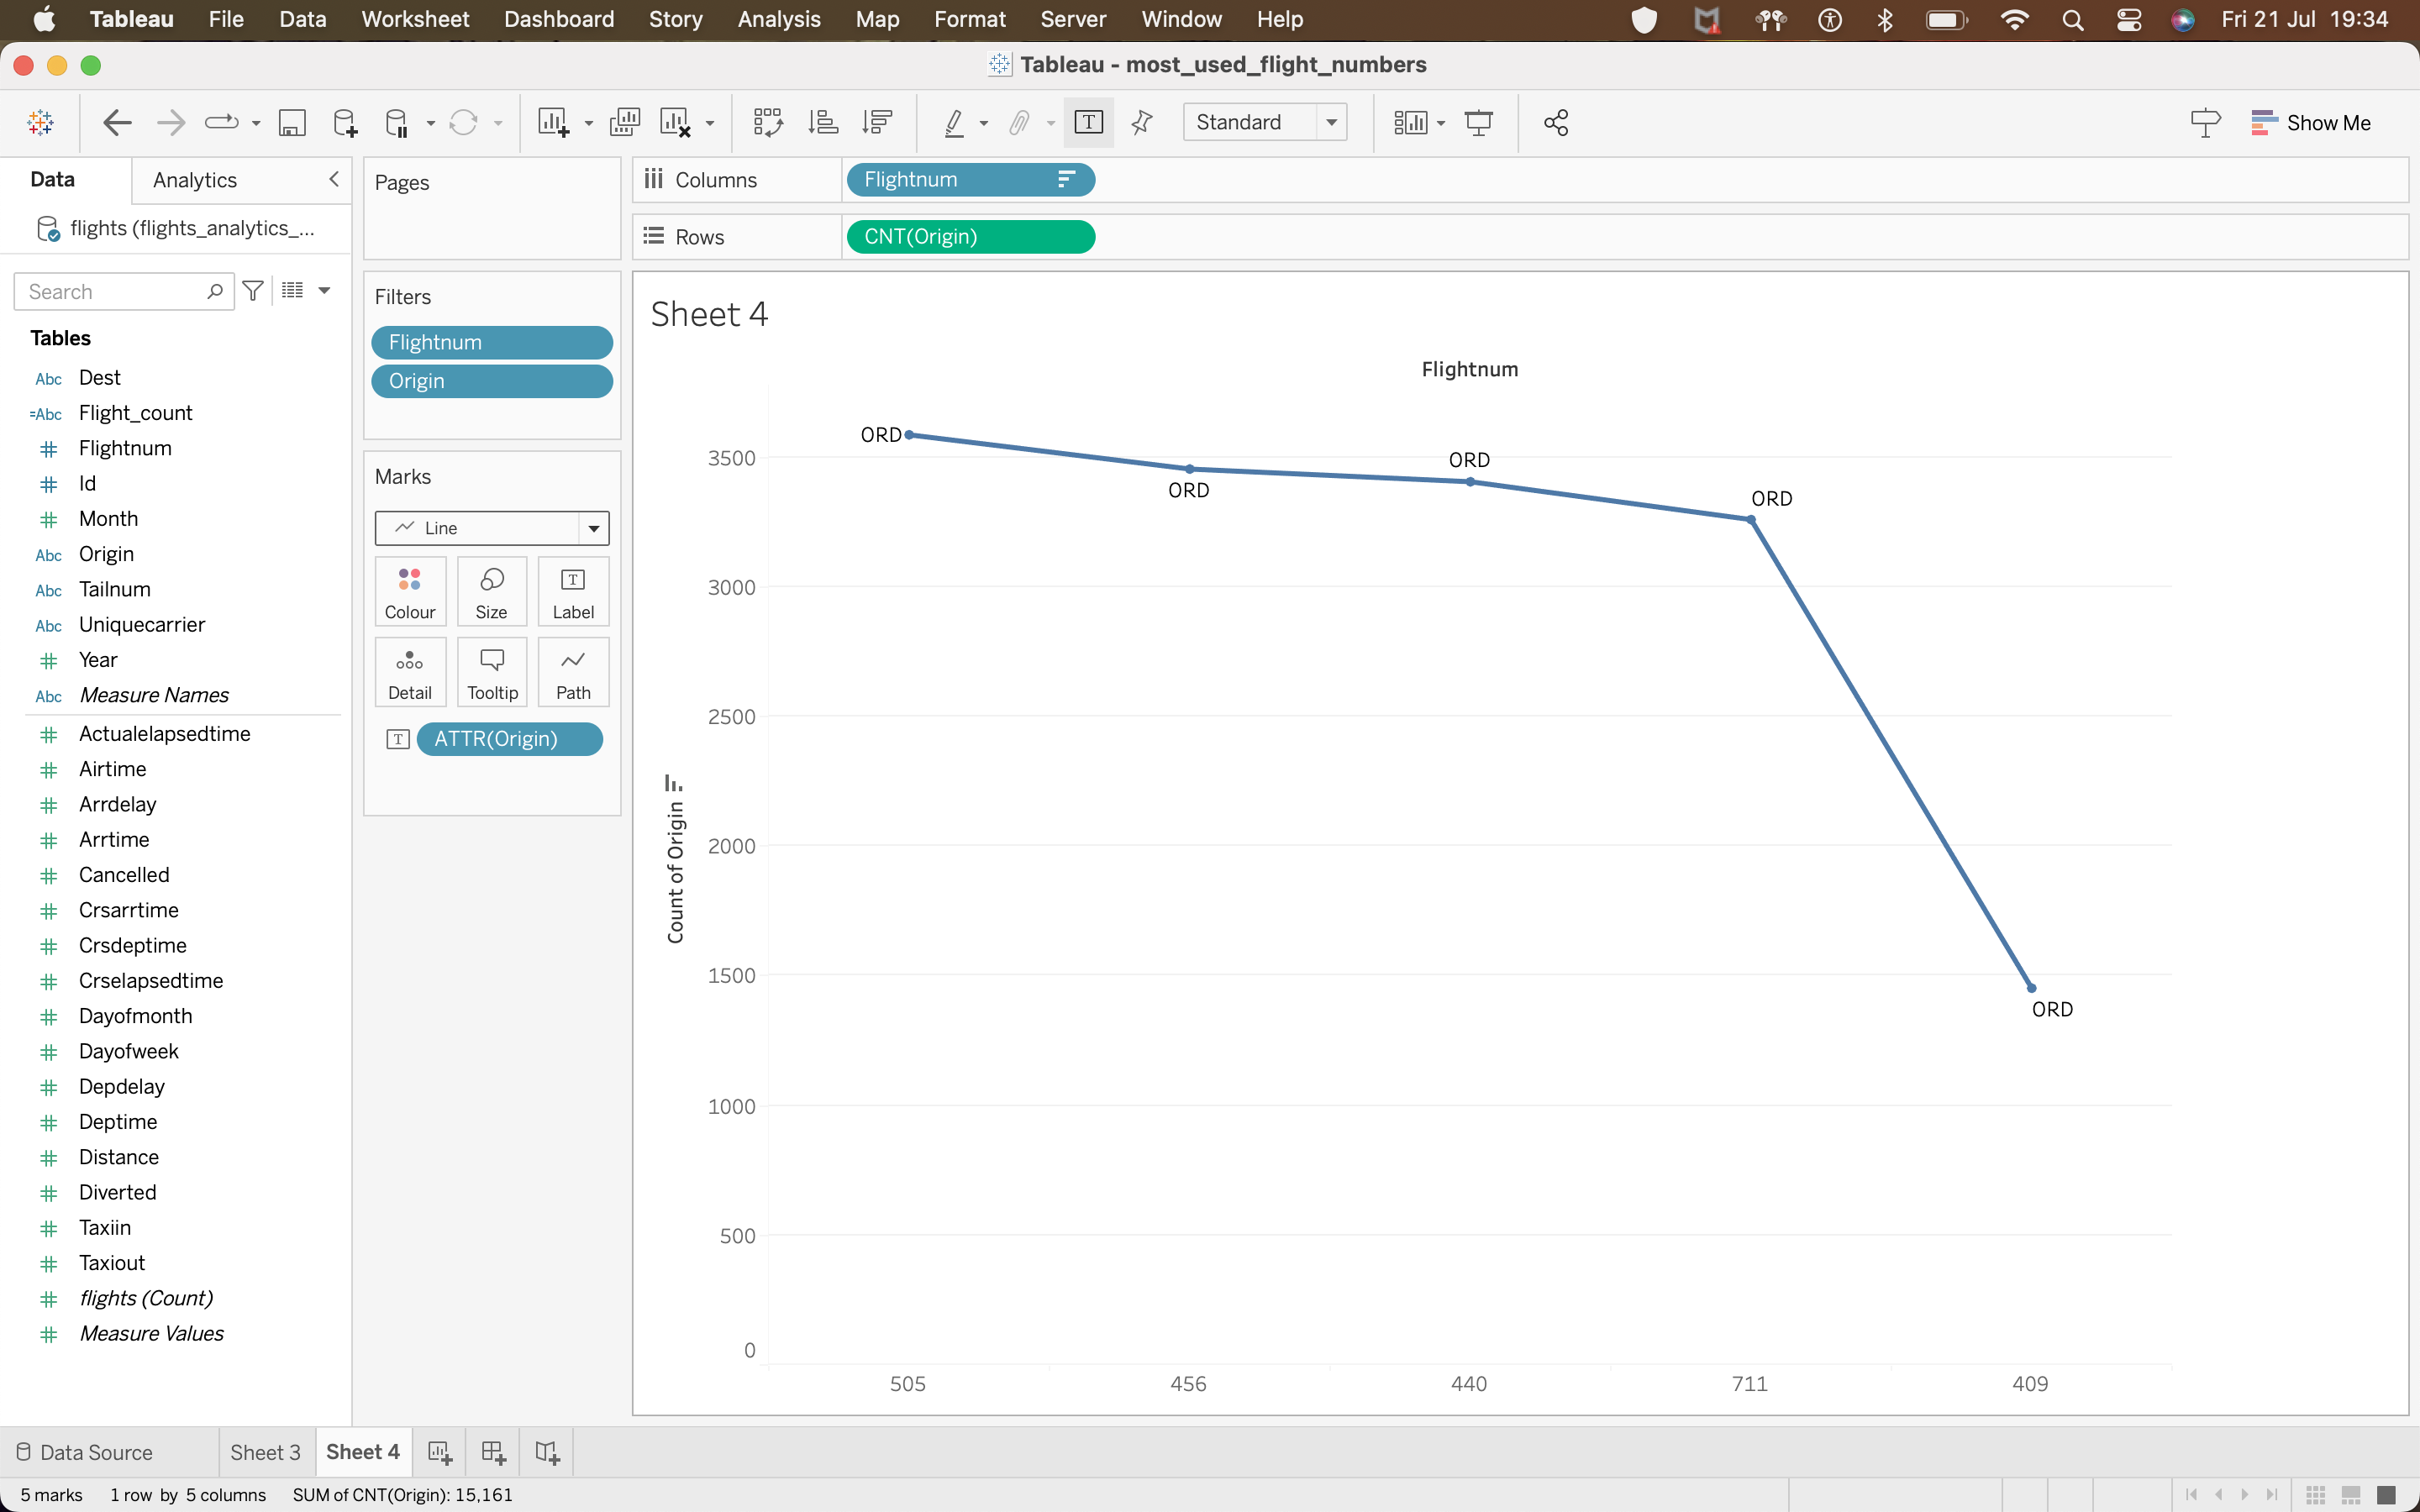 Tableau File Data Worksheet Dashboard Story Analysis Map Format Server Window Help Fri 21 Jul 19:34
Tableau - most_used_flight_numbers
Standard
Show Me
Data Analytics
flights (flights_analytics_...
Search
Tables
Abc Dest
=Abc Flight_count
Flightnum
Id
Month
Abc Origin
Abc Tailnum
Abc Uniquecarrier
Year
Abc Measure Names
Actualelapsedtime
Airtime
Arrdelay
Arrtime
Cancelled
Crsarrtime
Crsdeptime
Crselapsedtime
Dayofmonth
Dayofweek
Depdelay
Deptime
Distance
Diverted
Taxiin
Taxiout
flights (Count)
Measure Values
Pages
Filters
Flightnum
Origin
Marks
Line
Colour Size Label
Detail Tooltip Path
ATTR(Origin)
Columns Flightnum
Rows CNT(Origin)
Sheet 4
Flightnum
Count of Origin
3500
3000
2500
2000
1500
1000
500
0
ORD
ORD
ORD
ORD
ORD
505 456 440 711 409
Data Source Sheet 3 Sheet 4
5 marks 1 row by 5 columns SUM of CNT(Origin): 15,161